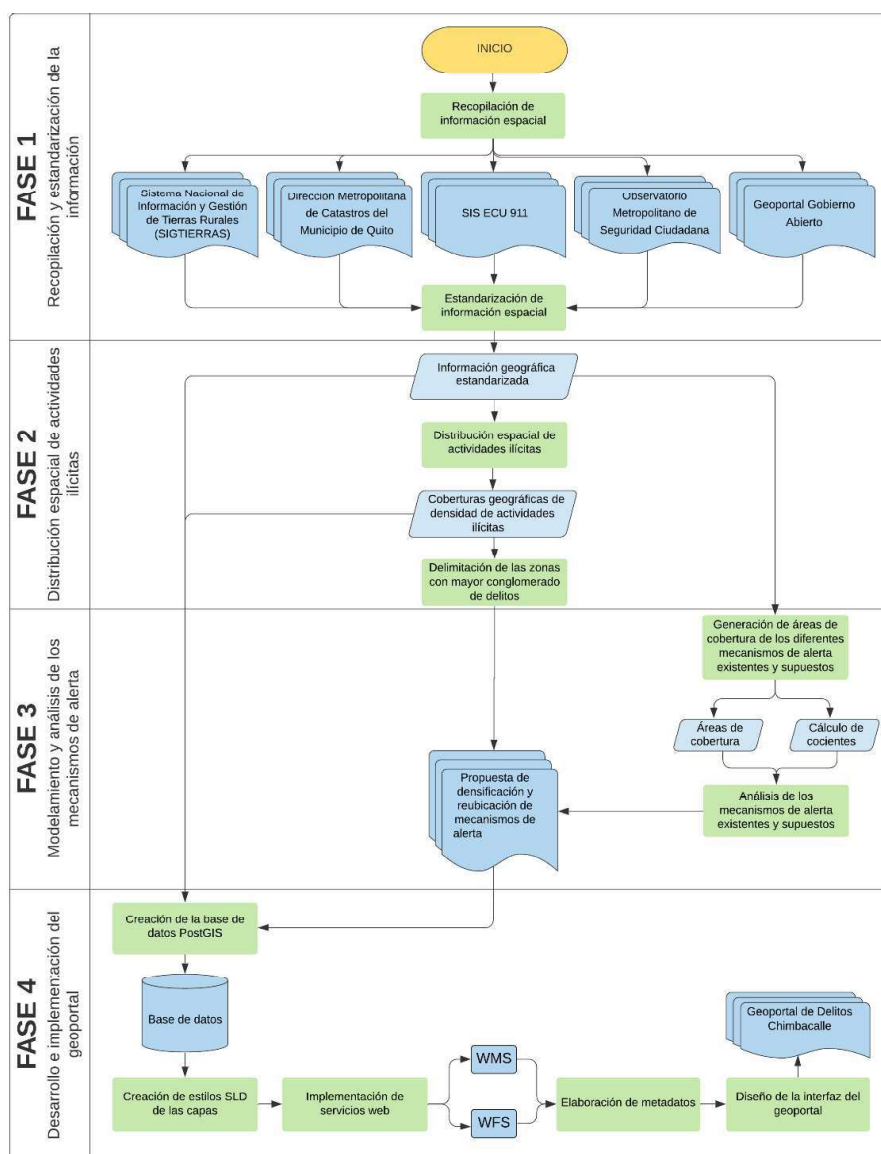 INICIO
Recopilación de
información espacial
Sistema Nacional de
Información y Gestión
de Tierras Rurales
(SIGTIERRAS)
Dirección Metropolitana
de Catastros del
Municipio de Quito
SIS ECU 911
Observatorio
Metropolitano de
Seguridad Ciudadana
Geoportal Gobierno
Abierto
Estandarización de
información espacial
FASE 1
Recopilación y estandarización de la
información
Información geográfica
estandarizada
Distribución espacial de
actividades ilícitas
Coberturas geográficas de
densidad de actividades
ilícitas
Delimitación de las zonas
con mayor conglomerado
de delitos
FASE 2
Distribución espacial de actividades
ilícitas
Generación de áreas de
cobertura de los diferentes
mecanismos de alerta
existentes y supuestos
Áreas de
cobertura
Cálculo de
cocientes
Análisis de los
mecanismos de alerta
existentes y supuestos
Propuesta de
densificación y
reubicación de
mecanismos de
alerta
FASE 3
Modelamiento y análisis de los
mecanismos de alerta
Creación de la base de
datos PostGIS
Base de datos
Creación de estilos SLD
de las capas
Implementación de
servicios web
WMS
WFS
Elaboración de metadatos
Diseño de la interfaz del
geoportal
Geoportal de Delitos
Chimbacalle
FASE 4
Desarrollo e implementación del
geoportal